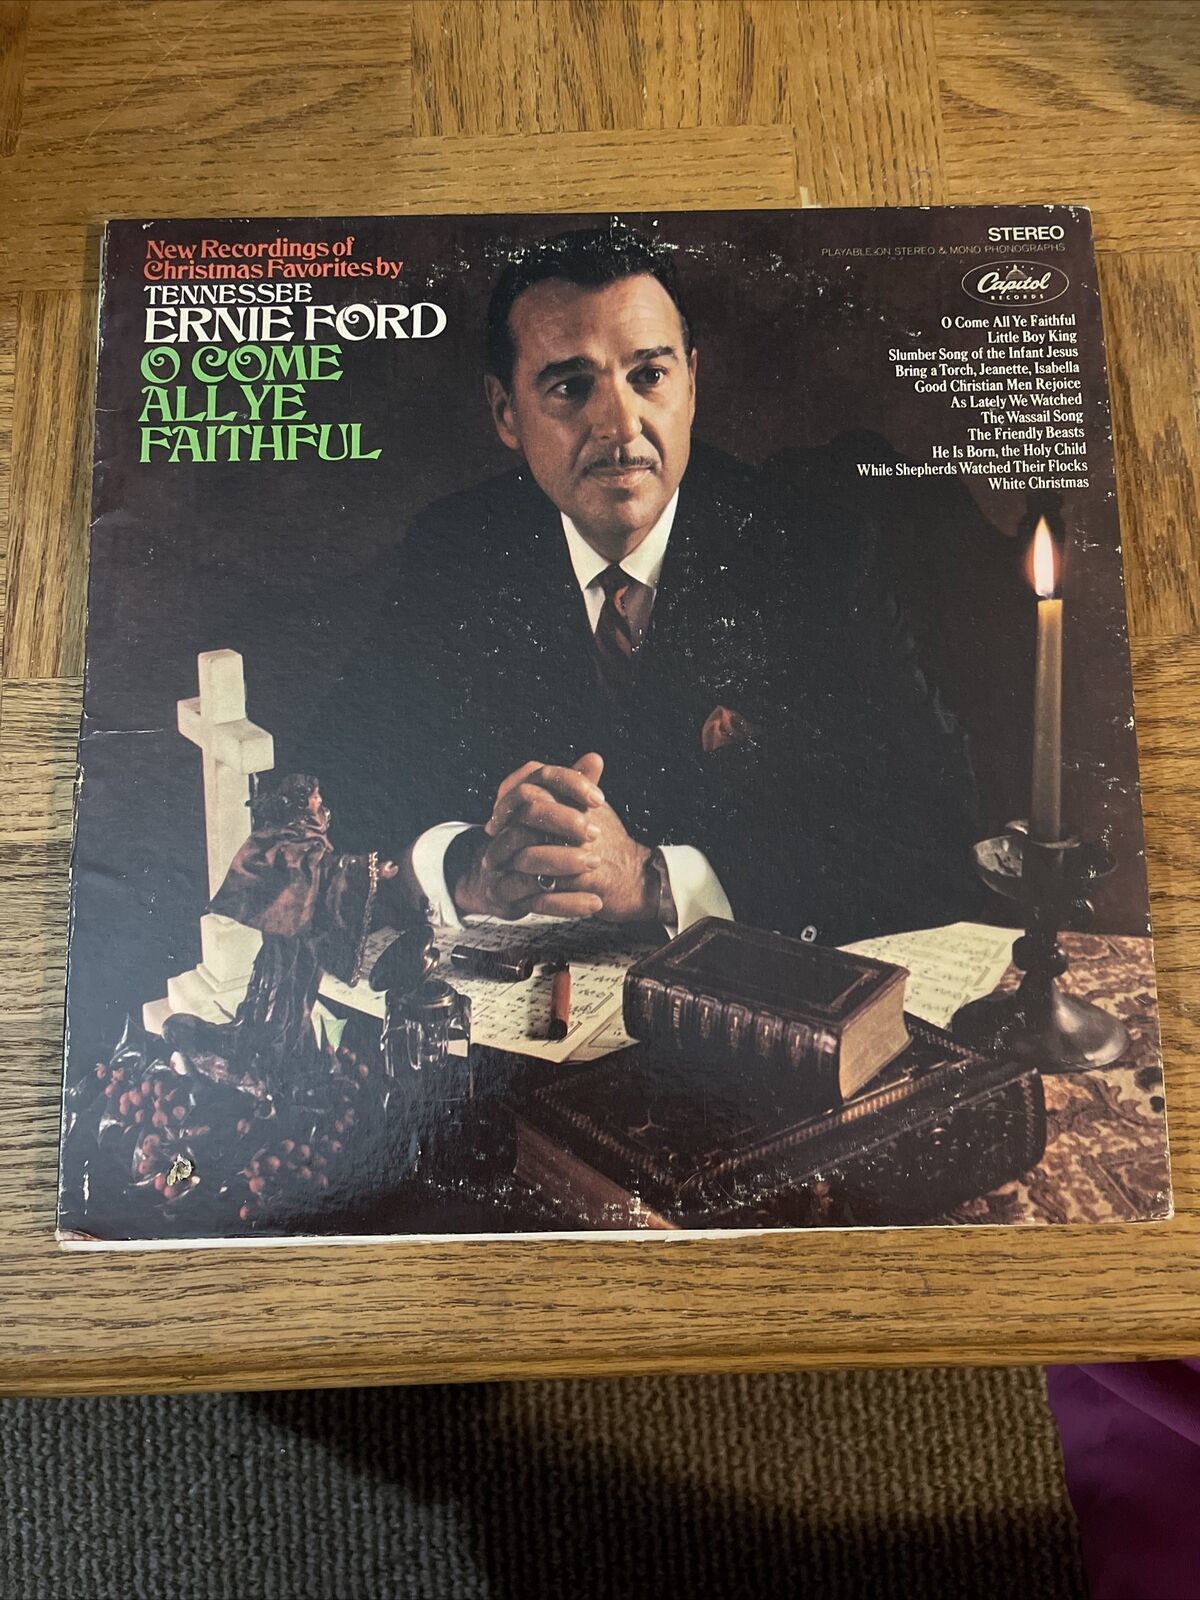 New Recordings of
Christmas Favorites by
TENNESSEE
ERNIE FORD
O COME
ALL YE
FAITHFUL
STEREO
PLAYABLE ON STEREO & MONO PHONOGRAPHS
Capitol
RECORDS
O Come All Ye Faithful
Little Boy King
Slumber Song of the Infant Jesus
Bring a Torch, Jeanette, Isabella
Good Christian Men Rejoice
As Lately We Watched
The Wassail Song
The Friendly Beasts
He Is Born, the Holy Child
While Shepherds Watched Their Flocks
White Christmas